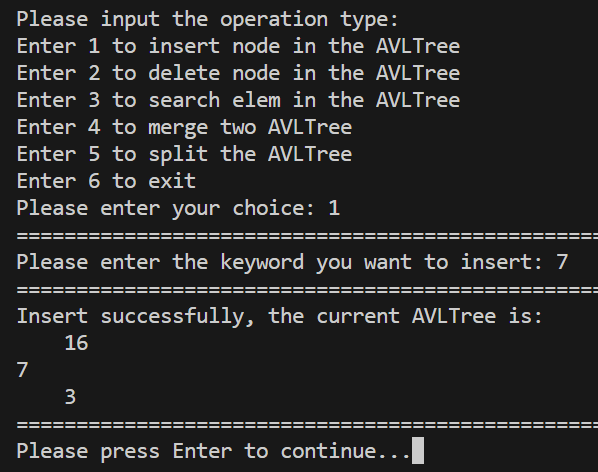 Please input the operation type:
Enter 1 to insert node in the AVLTree
Enter 2 to delete node in the AVLTree
Enter 3 to search elem in the AVLTree
Enter 4 to merge two AVLTree
Enter 5 to split the AVLTree
Enter 6 to exit
Please enter your choice: 1
================================================
Please enter the keyword you want to insert: 7
================================================
Insert successfully, the current AVLTree is:
    16
7
    3
================================================
Please press Enter to continue...